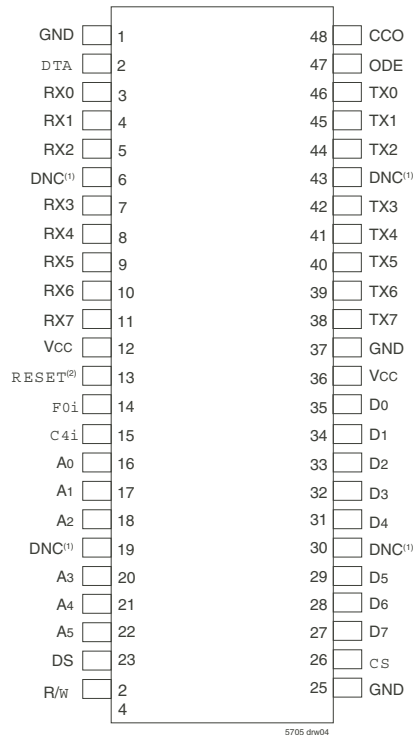 GND 1 48 CCO
DTA 2 47 ODE
RX0 3 46 TX0
RX1 4 45 TX1
RX2 5 44 TX2
DNC(1) 6 43 DNC(1)
RX3 7 42 TX3
RX4 8 41 TX4
RX5 9 40 TX5
RX6 10 39 TX6
RX7 11 38 TX7
VCC 12 37 GND
RESET(2) 13 36 VCC
F0i 14 35 D0
C4i 15 34 D1
A0 16 33 D2
A1 17 32 D3
A2 18 31 D4
DNC(1) 19 30 DNC(1)
A3 20 29 D5
A4 21 28 D6
A5 22 27 D7
DS 23 26 CS
R/W 2 25 GND
4
5705 drw04